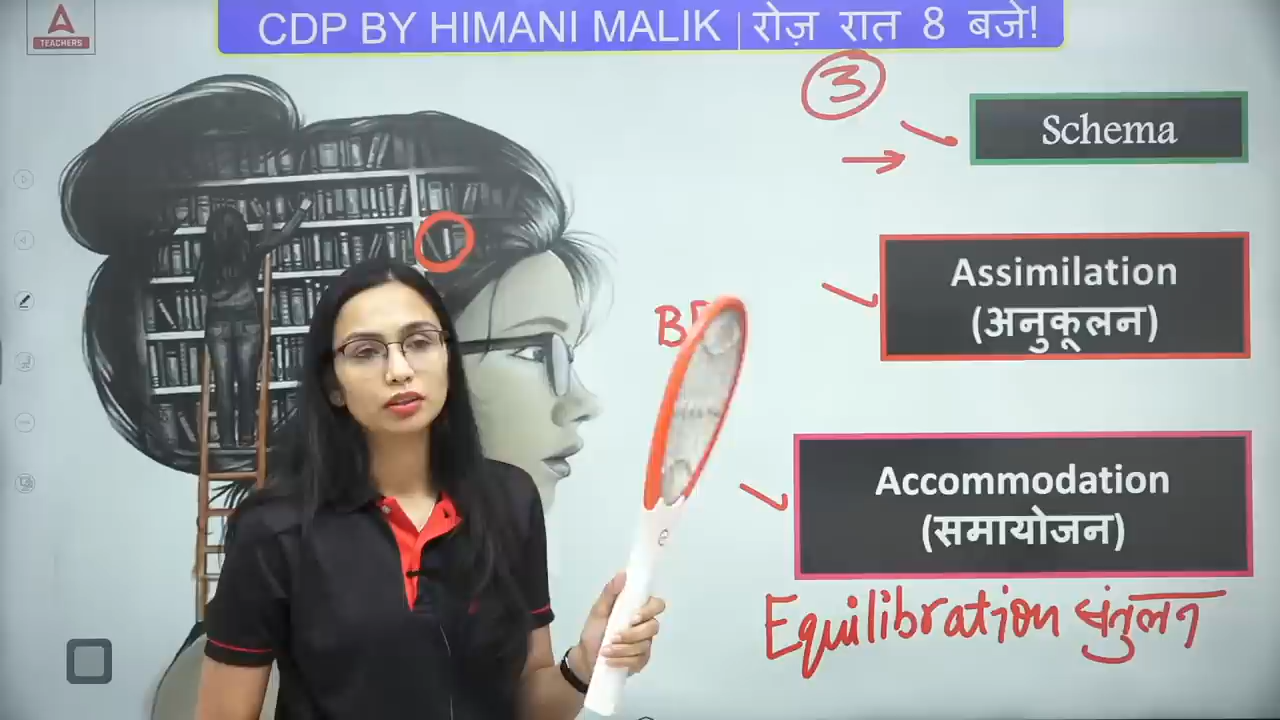 TEACHERS
CDP BY HIMANI MALIK | रोज़ रात 8 बजे!
3
Schema
Assimilation
(अनुकूलन)
Accommodation
(समायोजन)
Equilibration संतुलन